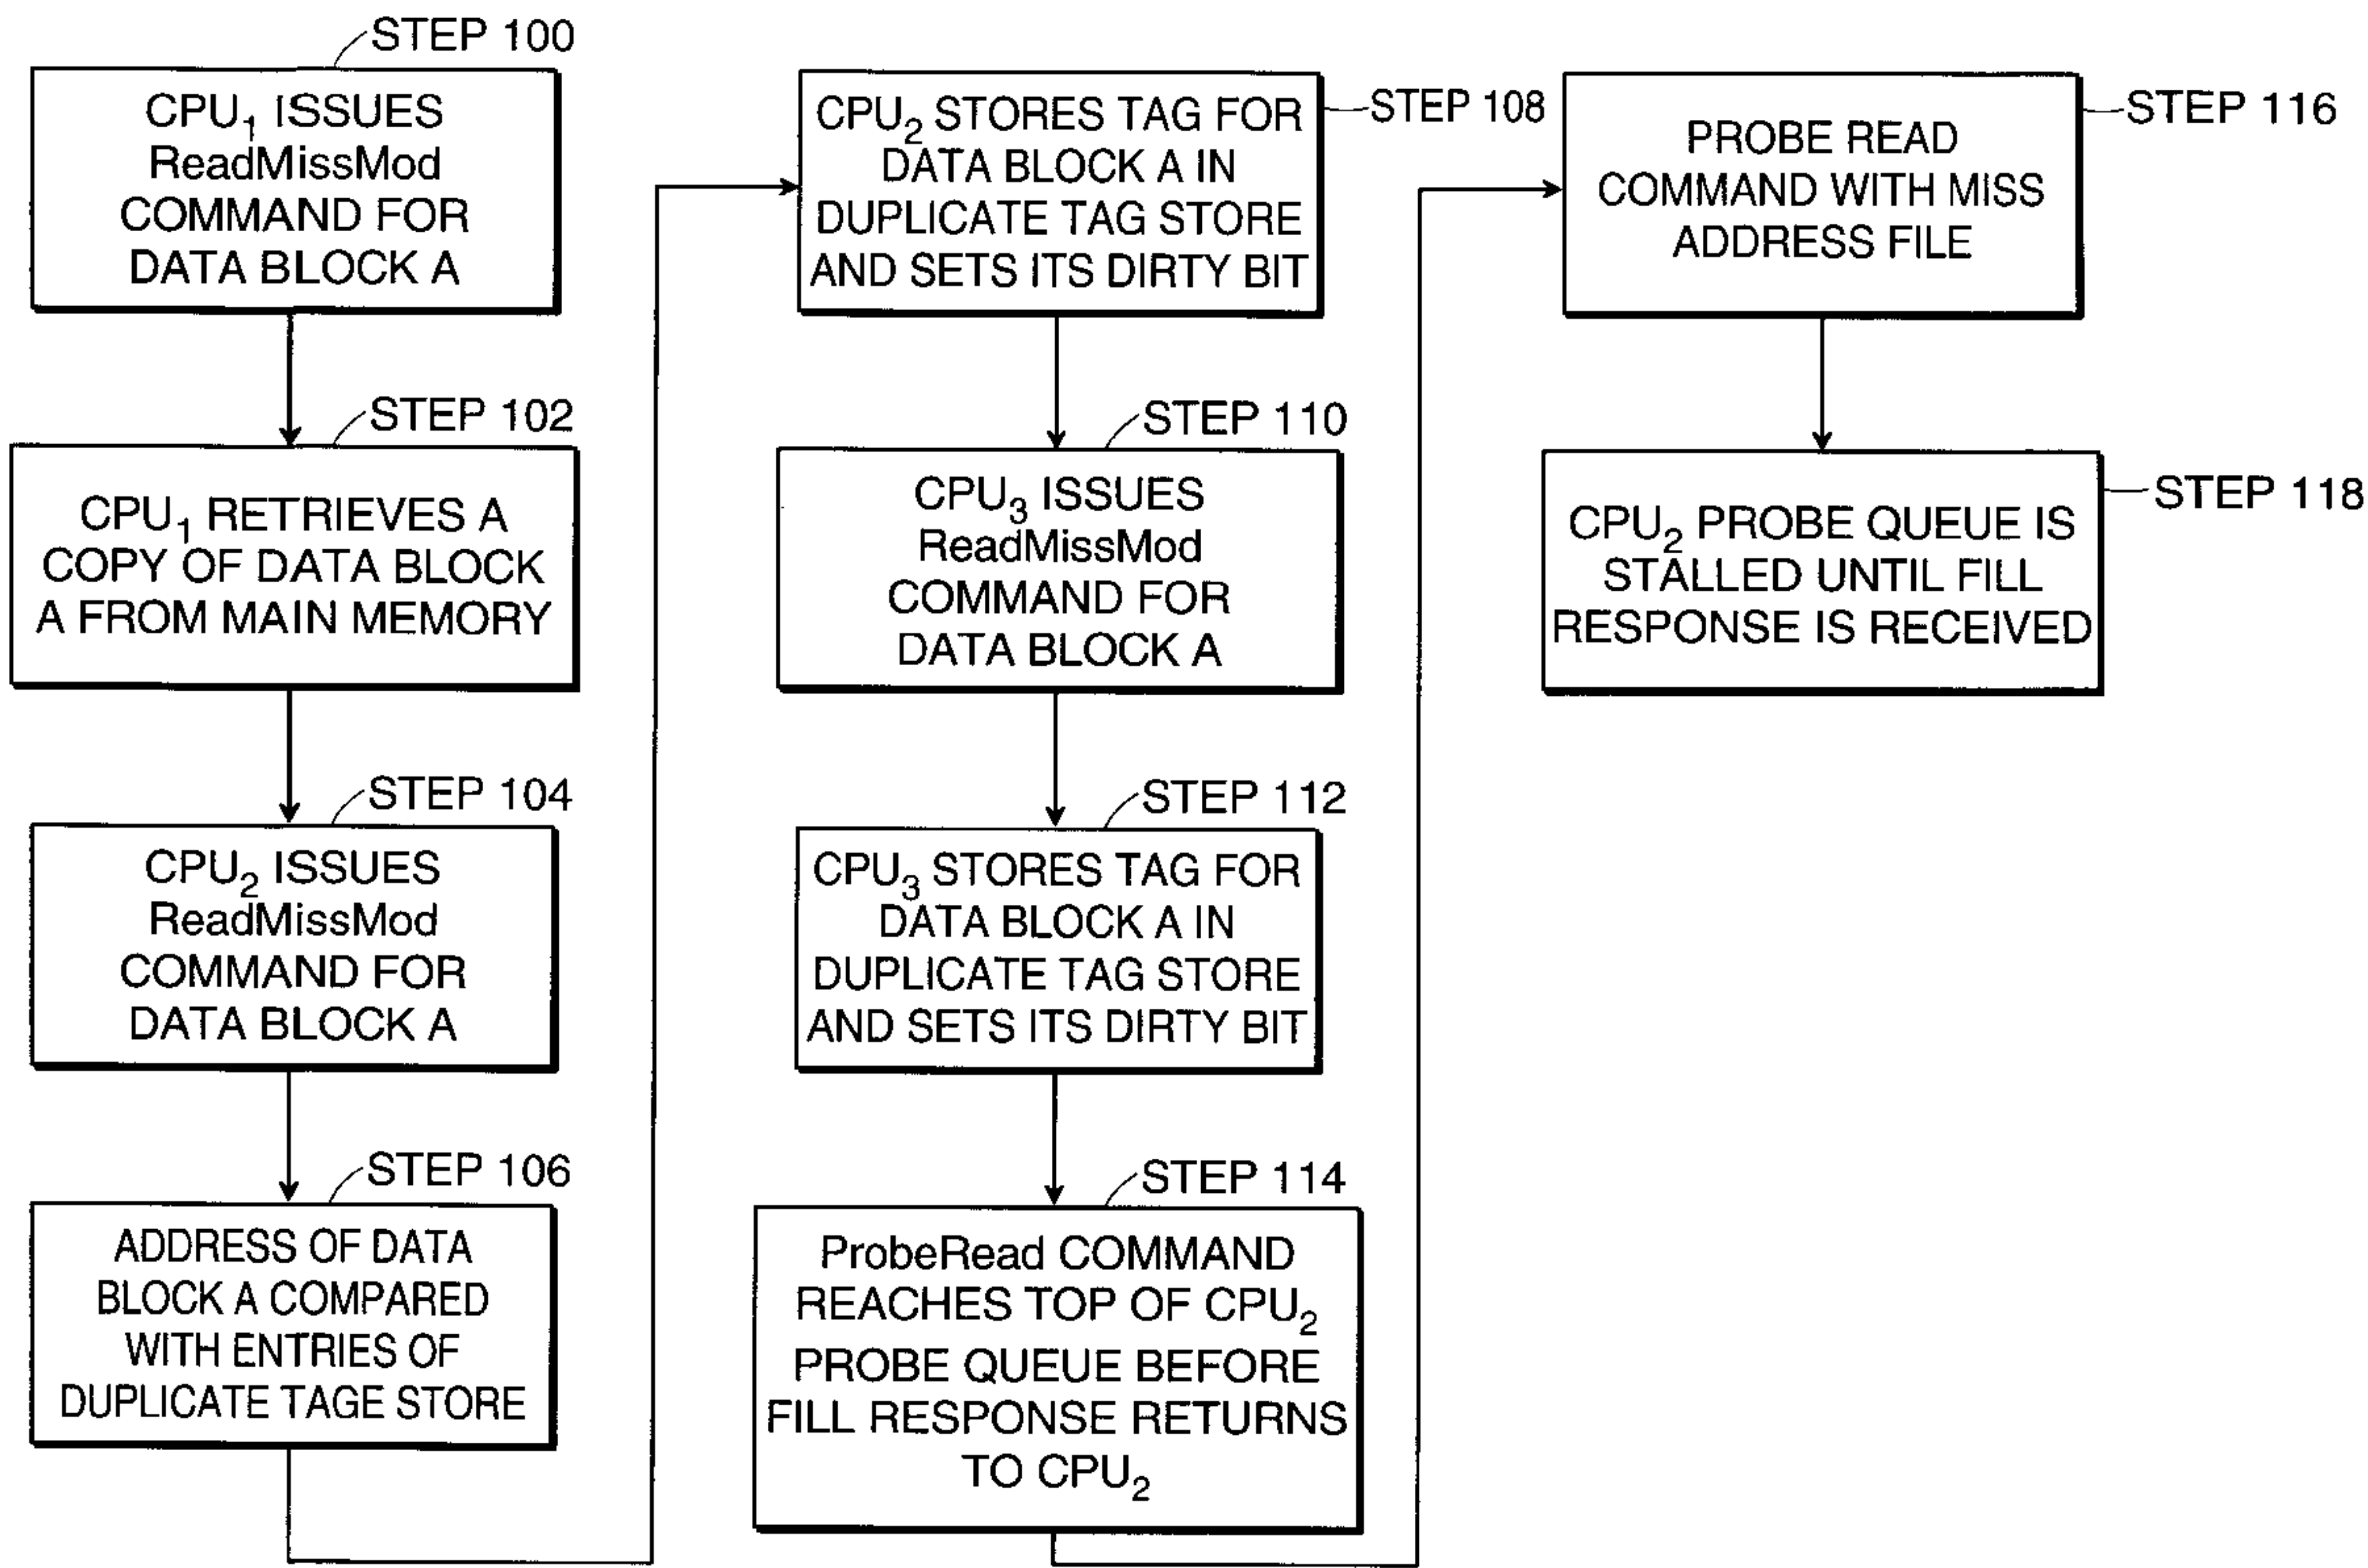 STEP 100
CPU1 ISSUES
ReadMissMod
COMMAND FOR
DATA BLOCK A
STEP 102
CPU1 RETRIEVES A
COPY OF DATA BLOCK
A FROM MAIN MEMORY
STEP 104
CPU2 ISSUES
ReadMissMod
COMMAND FOR
DATA BLOCK A
STEP 106
ADDRESS OF DATA
BLOCK A COMPARED
WITH ENTRIES OF
DUPLICATE TAGE STORE
STEP 108
CPU2 STORES TAG FOR
DATA BLOCK A IN
DUPLICATE TAG STORE
AND SETS ITS DIRTY BIT
STEP 110
CPU3 ISSUES
ReadMissMod
COMMAND FOR
DATA BLOCK A
STEP 112
CPU3 STORES TAG FOR
DATA BLOCK A IN
DUPLICATE TAG STORE
AND SETS ITS DIRTY BIT
STEP 114
ProbeRead COMMAND
REACHES TOP OF CPU2
PROBE QUEUE BEFORE
FILL RESPONSE RETURNS
TO CPU2
STEP 116
PROBE READ
COMMAND WITH MISS
ADDRESS FILE
STEP 118
CPU2 PROBE QUEUE IS
STALLED UNTIL FILL
RESPONSE IS RECEIVED